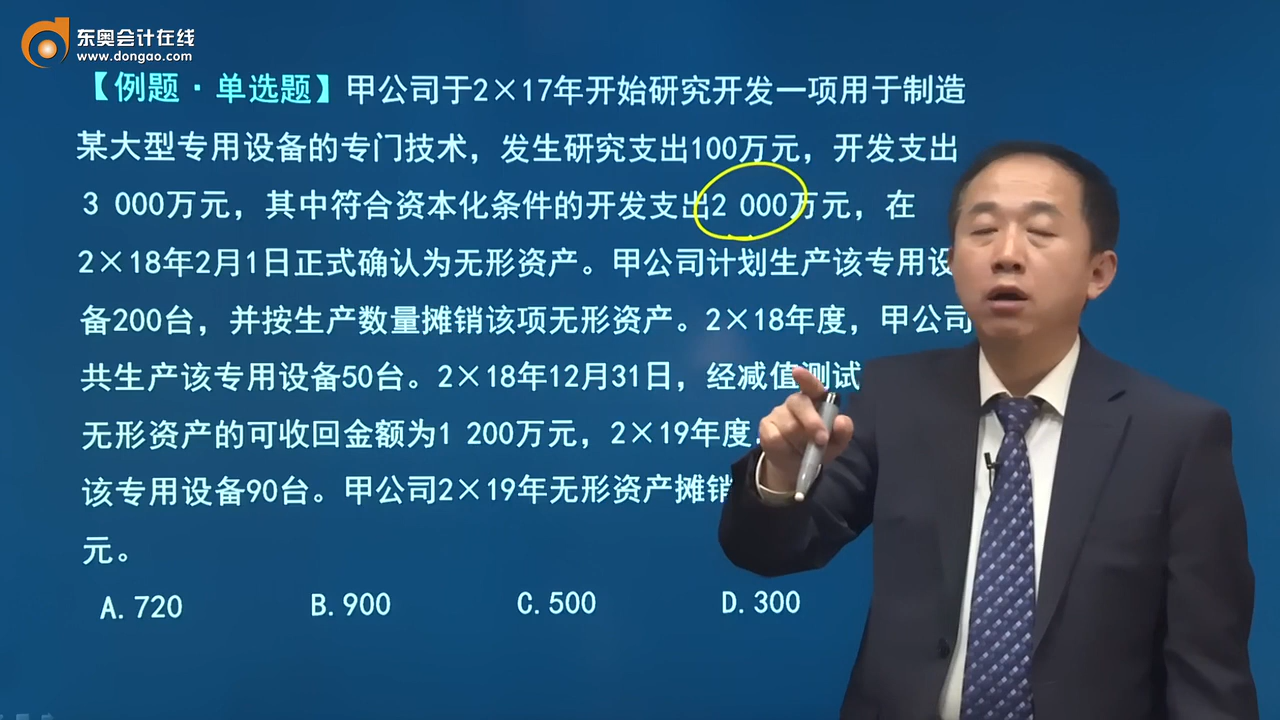 东奥会计在线
www.dongao.com
【例题·单选题】甲公司于2×17年开始研究开发一项用于制造
某大型专用设备的专门技术，发生研究支出100万元，开发支出
3 000万元，其中符合资本化条件的开发支出2 000万元，在
2×18年2月1日正式确认为无形资产。甲公司计划生产该专用设
备200台，并按生产数量摊销该项无形资产。2×18年度，甲公司
共生产该专用设备50台。2×18年12月31日，经减值测试
无形资产的可收回金额为1 200万元，2×19年度，
该专用设备90台。甲公司2×19年无形资产摊销
元。
A.720 B.900 C.500 D.300